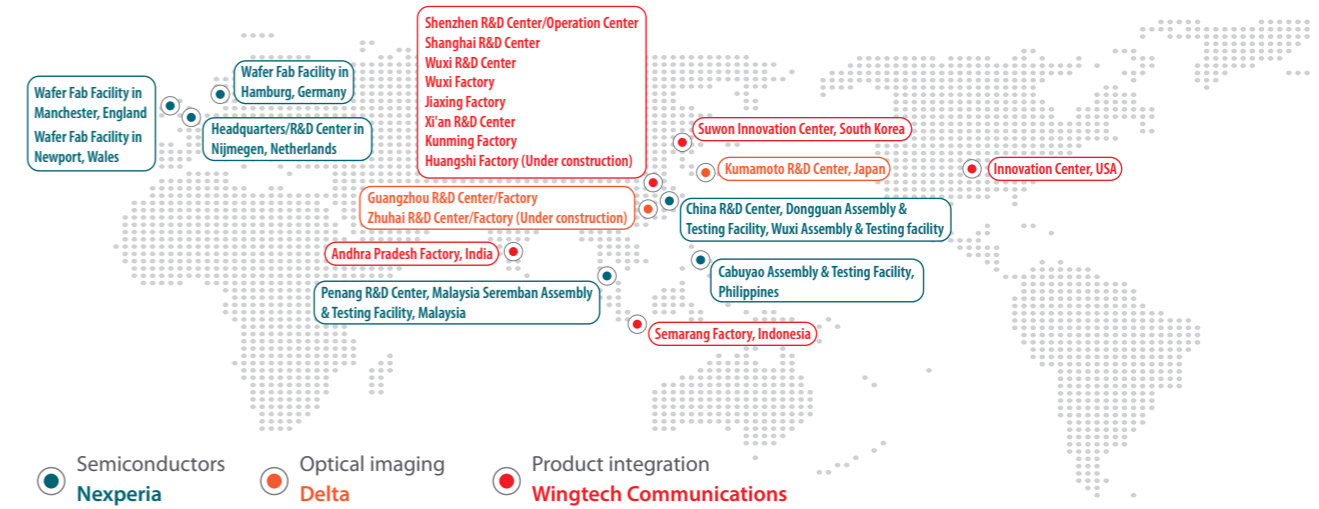 Shenzhen R&D Center/Operation Center
Shanghai R&D Center
Wuxi R&D Center
Wuxi Factory
Jiaxing Factory
Xi'an R&D Center
Kunming Factory
Huangshi Factory (Under construction)
Wafer Fab Facility in
Hamburg, Germany
Wafer Fab Facility in
Manchester, England
Wafer Fab Facility in
Newport, Wales
Headquarters/R&D Center in
Nijmegen, Netherlands
Suwon Innovation Center, South Korea
Kumamoto R&D Center, Japan
Innovation Center, USA
Guangzhou R&D Center/Factory
Zhuhai R&D Center/Factory (Under construction)
China R&D Center, Dongguan Assembly &
Testing Facility, Wuxi Assembly & Testing facility
Andhra Pradesh Factory, India
Cabuyao Assembly & Testing Facility,
Philippines
Penang R&D Center, Malaysia Seremban Assembly
& Testing Facility, Malaysia
Semarang Factory, Indonesia
Semiconductors
Nexperia
Optical imaging
Delta
Product integration
Wingtech Communications